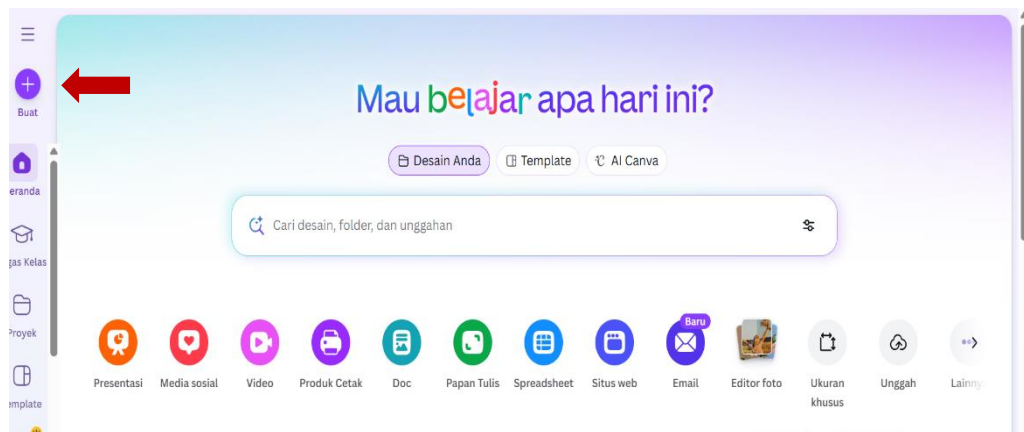 Buat
eranda
gas Kelas
Proyek
emplate
Mau belajar apa hari ini?
Desain Anda Template AI Canva
Cari desain, folder, dan unggahan
Baru
Presentasi Media sosial Video Produk Cetak Doc Papan Tulis Spreadsheet Situs web Email Editor foto Ukuran Unggah Lainny
khusus